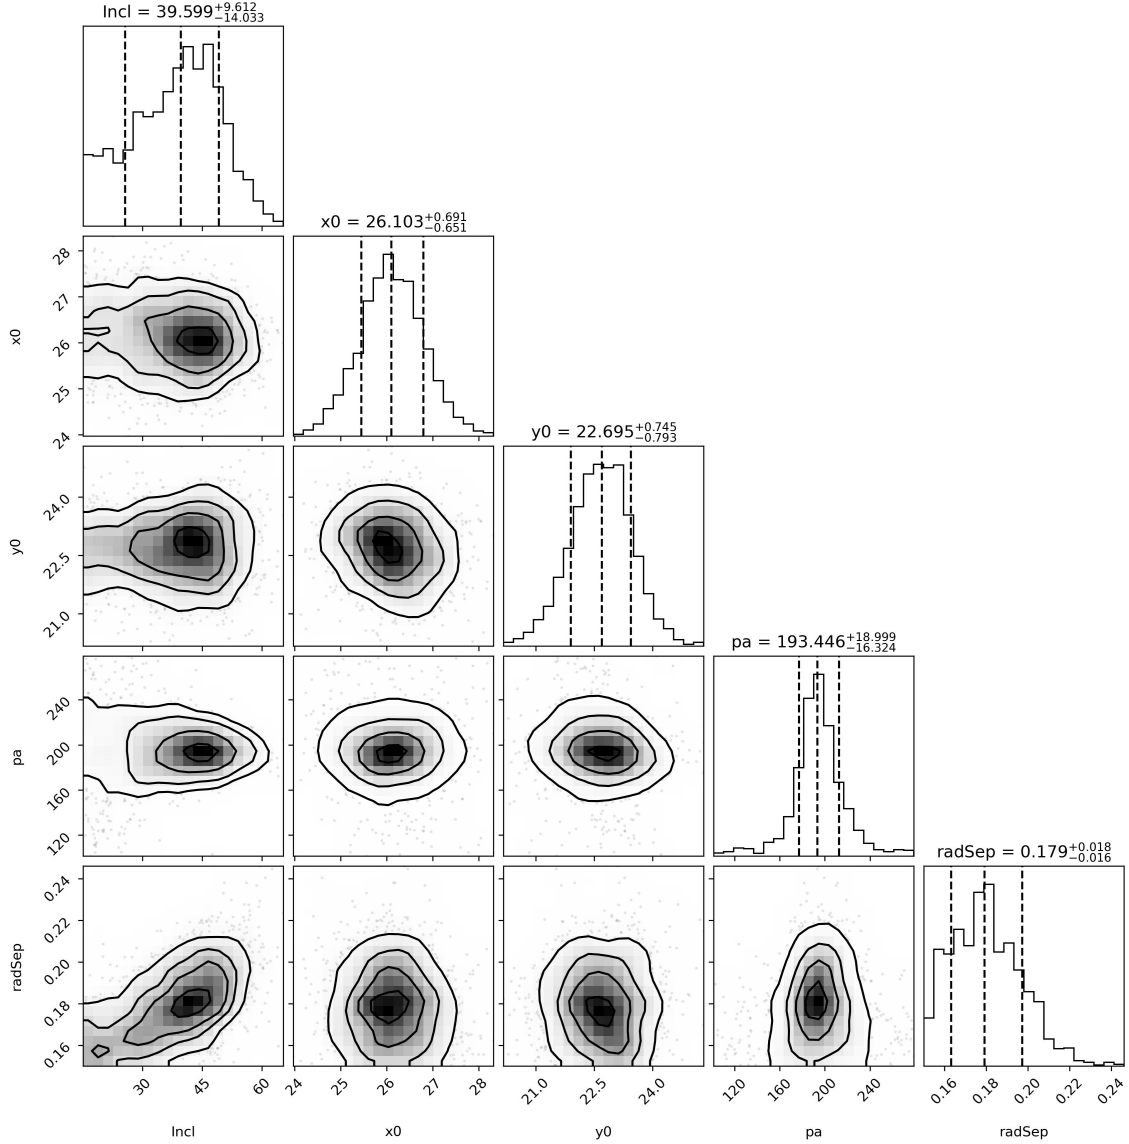 Incl = 39.599+9.612 −14.033
x0 = 26.103+0.691 −0.651
28
27
26
25
24
x0
y0 = 22.695+0.745 −0.793
24.0
22.5
21.0
y0
pa = 193.446+18.999 −16.324
240
200
160
120
pa
radSep = 0.179+0.018 −0.016
0.24
0.22
0.20
0.18
0.16
radSep
30 45 60 24 25 26 27 28 21.0 22.5 24.0 120 160 200 240 0.16 0.18 0.20 0.22 0.24
Incl x0 y0 pa radSep